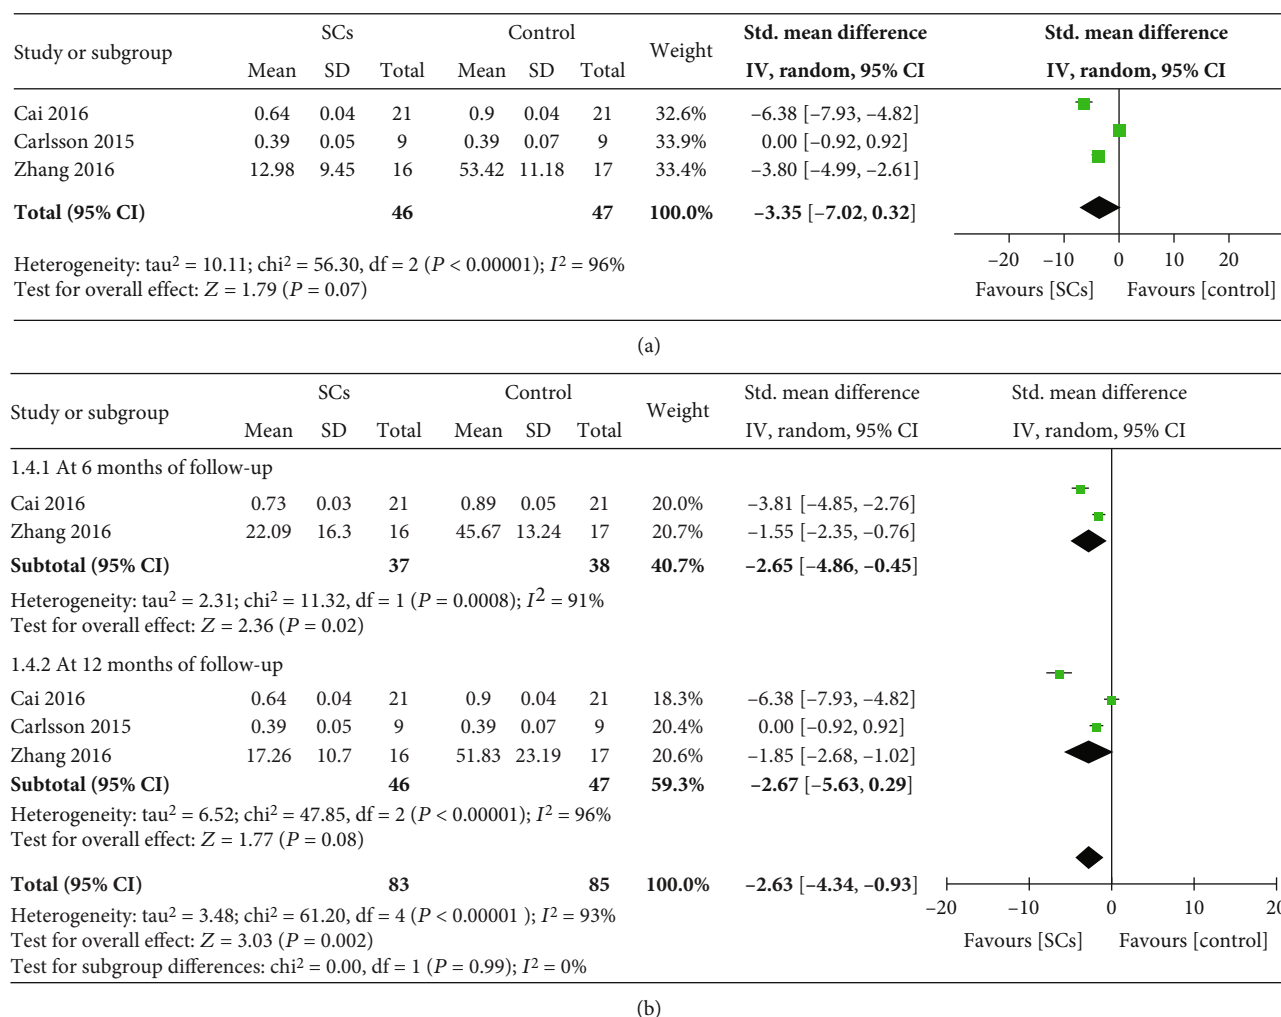 Study or subgroup SCs Control Weight Std. mean difference Std. mean difference
Mean SD Total Mean SD Total IV, random, 95% CI IV, random, 95% CI
Cai 2016 0.64 0.04 21 0.9 0.04 21 32.6% –6.38 [–7.93, –4.82]
Carlsson 2015 0.39 0.05 9 0.39 0.07 9 33.9% 0.00 [–0.92, 0.92]
Zhang 2016 12.98 9.45 16 53.42 11.18 17 33.4% –3.80 [–4.99, –2.61]
Total (95% CI) 46 47 100.0% –3.35 [–7.02, 0.32]
Heterogeneity: tau² = 10.11; chi² = 56.30, df = 2 (P < 0.00001); I² = 96%
Test for overall effect: Z = 1.79 (P = 0.07)
–20 –10 0 10 20
Favours [SCs] Favours [control]
(a)
Study or subgroup SCs Control Weight Std. mean difference Std. mean difference
Mean SD Total Mean SD Total IV, random, 95% CI IV, random, 95% CI
1.4.1 At 6 months of follow-up
Cai 2016 0.73 0.03 21 0.89 0.05 21 20.0% –3.81 [–4.85, –2.76]
Zhang 2016 22.09 16.3 16 45.67 13.24 17 20.7% –1.55 [–2.35, –0.76]
Subtotal (95% CI) 37 38 40.7% –2.65 [–4.86, –0.45]
Heterogeneity: tau² = 2.31; chi² = 11.32, df = 1 (P = 0.0008); I² = 91%
Test for overall effect: Z = 2.36 (P = 0.02)
1.4.2 At 12 months of follow-up
Cai 2016 0.64 0.04 21 0.9 0.04 21 18.3% –6.38 [–7.93, –4.82]
Carlsson 2015 0.39 0.05 9 0.39 0.07 9 20.4% 0.00 [–0.92, 0.92]
Zhang 2016 17.26 10.7 16 51.83 23.19 17 20.6% –1.85 [–2.68, –1.02]
Subtotal (95% CI) 46 47 59.3% –2.67 [–5.63, 0.29]
Heterogeneity: tau² = 6.52; chi² = 47.85, df = 2 (P < 0.00001); I² = 96%
Test for overall effect: Z = 1.77 (P = 0.08)
Total (95% CI) 83 85 100.0% –2.63 [–4.34, –0.93]
Heterogeneity: tau² = 3.48; chi² = 61.20, df = 4 (P < 0.00001 ); I² = 93%
Test for overall effect: Z = 3.03 (P = 0.002)
Test for subgroup differences: chi² = 0.00, df = 1 (P = 0.99); I² = 0%
–20 –10 0 10 20
Favours [SCs] Favours [control]
(b)